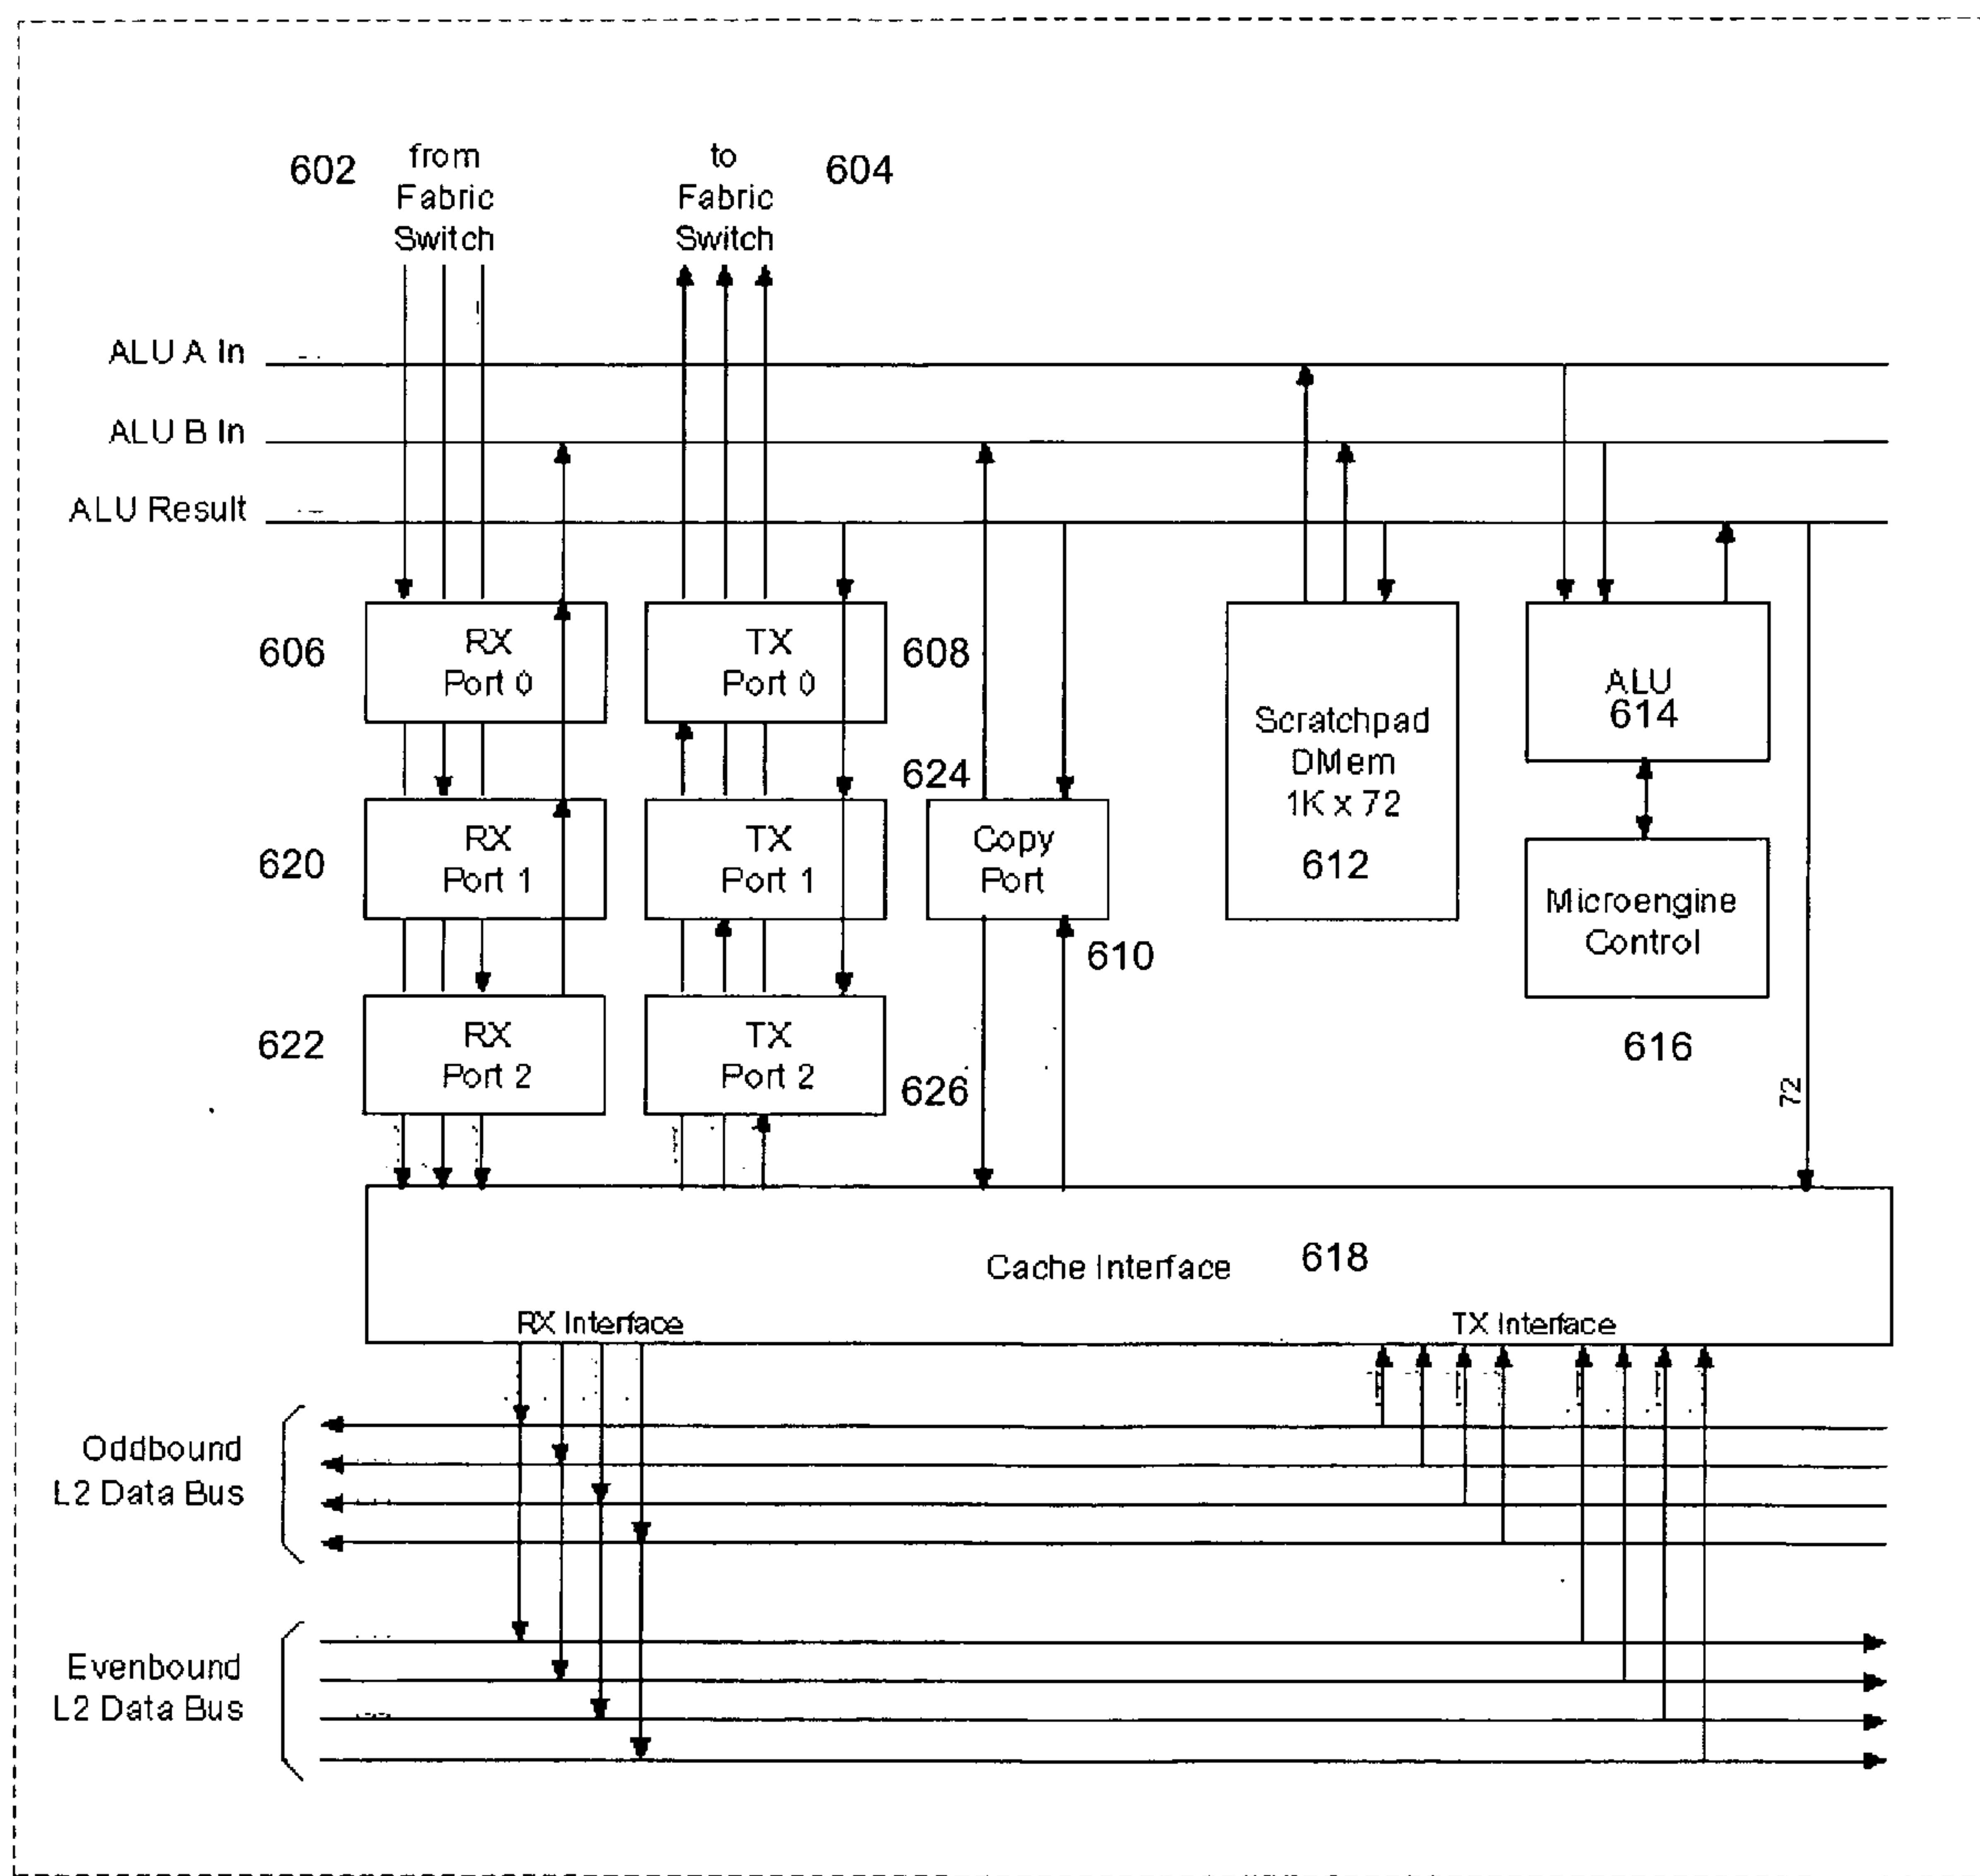 602
from
Fabric
Switch
to
Fabric
Switch
604
ALU A In
ALU B In
ALU Result
606
RX
Port 0
TX
Port 0
608
ALU
614
Scratchpad
DMem
1K x 72
612
624
620
RX
Port 1
TX
Port 1
Copy
Port
610
Microengine
Control
616
622
RX
Port 2
TX
Port 2
626
72
Cache Interface
618
RX Interface
TX Interface
Oddbound
L2 Data Bus
Evenbound
L2 Data Bus